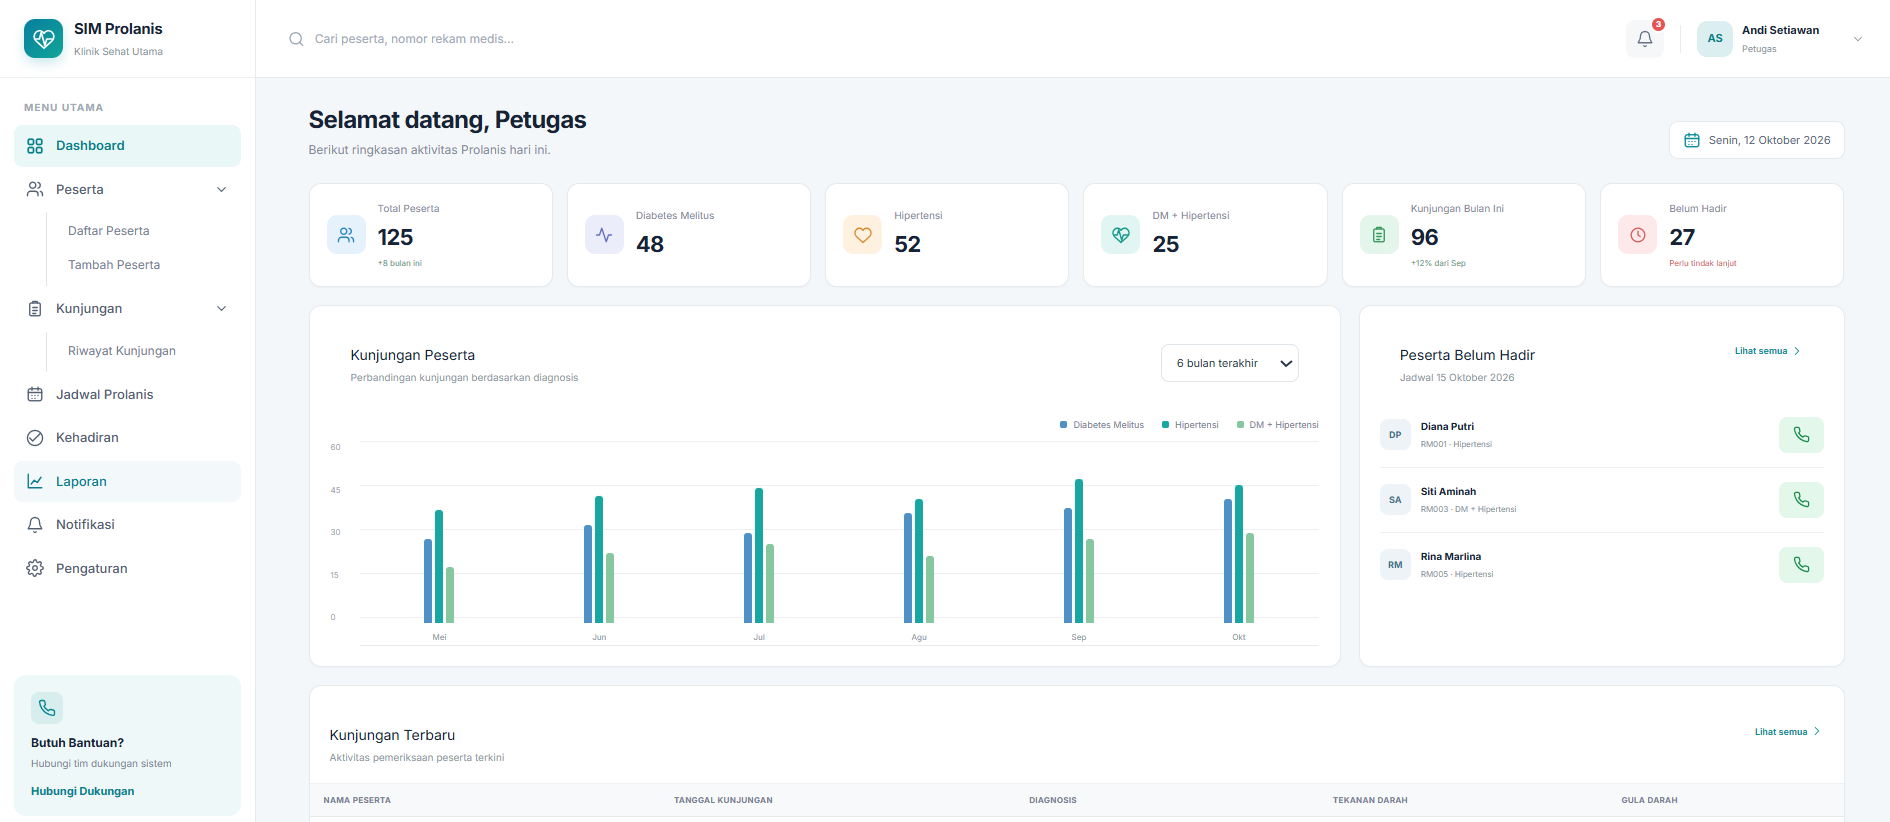 SIM Prolanis
Klinik Sehat Utama
Cari peserta, nomor rekam medis...
3
AS
Andi Setiawan
Petugas
MENU UTAMA
Dashboard
Peserta
Daftar Peserta
Tambah Peserta
Kunjungan
Riwayat Kunjungan
Jadwal Prolanis
Kehadiran
Laporan
Notifikasi
Pengaturan
Butuh Bantuan?
Hubungi tim dukungan sistem
Hubungi Dukungan
Selamat datang, Petugas
Berikut ringkasan aktivitas Prolanis hari ini.
Senin, 12 Oktober 2026
Total Peserta
125
+8 bulan ini
Diabetes Melitus
48
Hipertensi
52
DM + Hipertensi
25
Kunjungan Bulan Ini
96
+12% dari Sep
Belum Hadir
27
Perlu tindak lanjut
Kunjungan Peserta
Perbandingan kunjungan berdasarkan diagnosis
6 bulan terakhir
Diabetes Melitus
Hipertensi
DM + Hipertensi
60
45
30
15
0
Mei
Jun
Jul
Agu
Sep
Okt
Peserta Belum Hadir
Jadwal 15 Oktober 2026
Lihat semua
DP
Diana Putri
RM001 · Hipertensi
SA
Siti Aminah
RM003 · DM + Hipertensi
RM
Rina Marlina
RM005 · Hipertensi
Kunjungan Terbaru
Aktivitas pemeriksaan peserta terkini
Lihat semua
NAMA PESERTA
TANGGAL KUNJUNGAN
DIAGNOSIS
TEKANAN DARAH
GULA DARAH